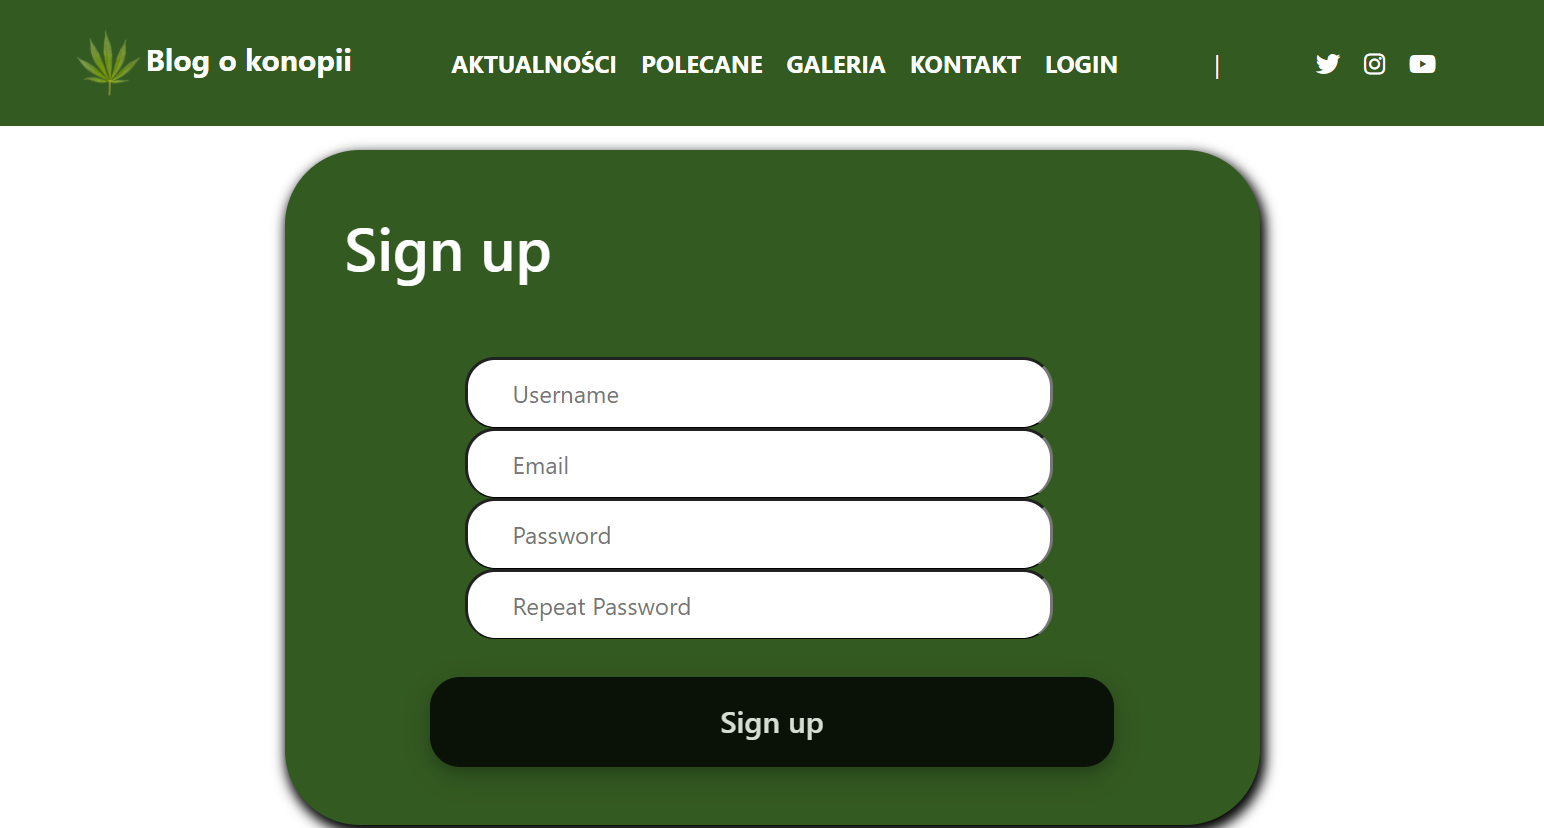 Blog o konopii
AKTUALNOŚCI POLECANE GALERIA KONTAKT LOGIN |
Sign up
Username
Email
Password
Repeat Password
Sign up